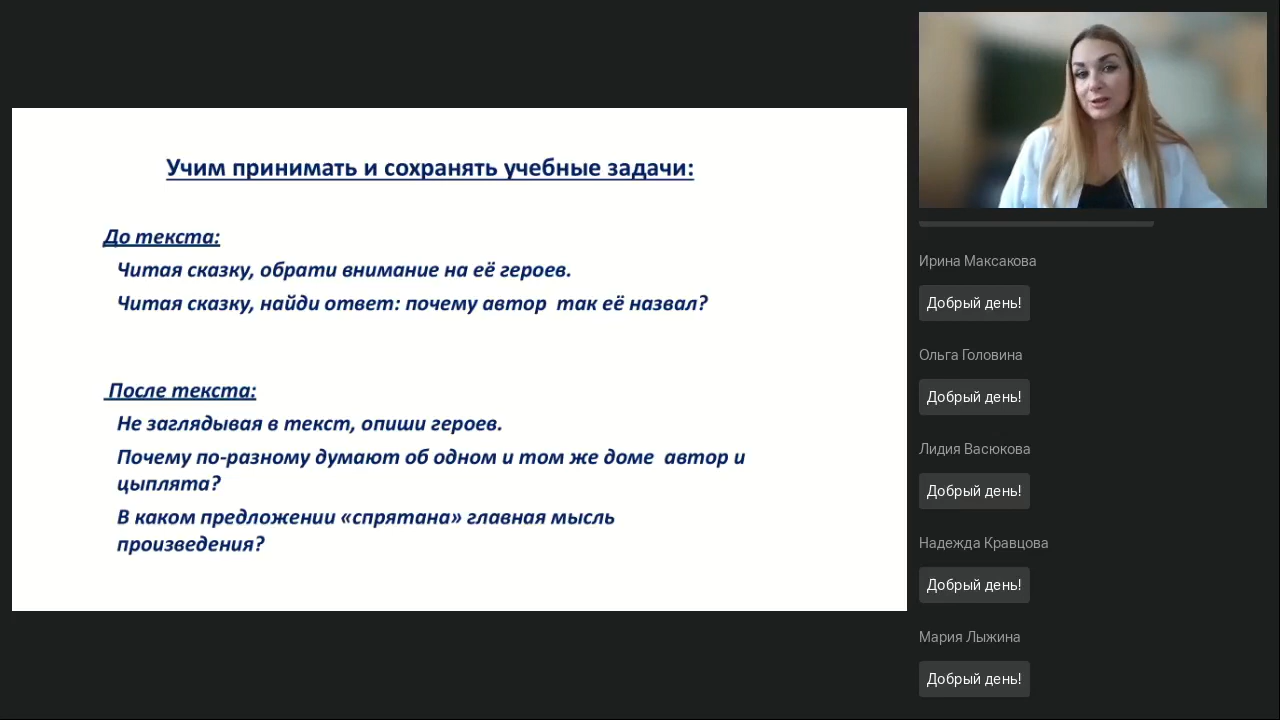 Учим принимать и сохранять учебные задачи:
До текста:
Читая сказку, обрати внимание на её героев.
Читая сказку, найди ответ: почему автор так её назвал?
После текста:
Не заглядывая в текст, опиши героев.
Почему по-разному думают об одном и том же доме автор и
цыплята?
В каком предложении «спрятана» главная мысль
произведения?
Ирина Максакова
Добрый день!
Ольга Головина
Добрый день!
Лидия Васюкова
Добрый день!
Надежда Кравцова
Добрый день!
Мария Лыжина
Добрый день!